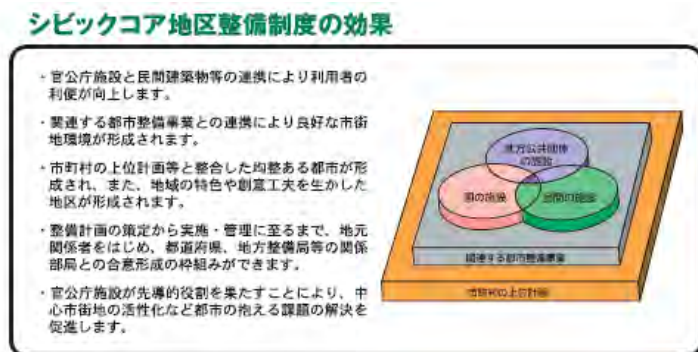 シビックコア地区整備制度の効果
・官公庁施設と民間建築物等の連携により利用者の
利便が向上します。
・関連する都市整備事業との連携により良好な市街
地環境が形成されます。
・市町村の上位計画等と整合した均整ある都市が形
成され、また、地域の特色や創意工夫を生かした
地区が形成されます。
・整備計画の策定から実施・管理に至るまで、地元
関係者をはじめ、都道府県、地方整備局等の関係
部局との合意形成の枠組みができます。
・官公庁施設が先導的役割を果たすことにより、中
心市街地の活性化など都市の抱える課題の解決を
促進します。
地方公共団体
の施設
国の施設
民間の施設
関連する都市整備事業
市町村の上位計画